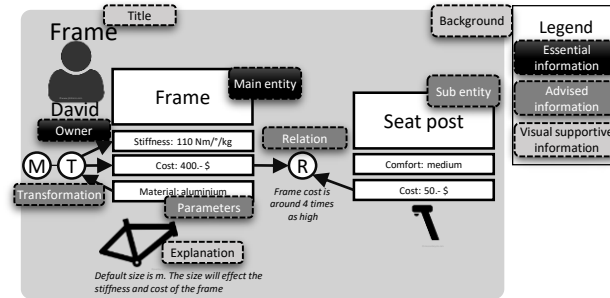 Title
Frame
Background
Legend
Essential
information
Advised
information
Visual supportive
information
Main entity
Frame
Sub entity
Seat post
David
Owner
Stiffness: 110 Nm/°/kg
Relation
Comfort: medium
M
T
Cost: 400.- $
R
Material: aluminium
Cost: 50.- $
Transformation
Parameters
Frame cost is
around 4 times
as high
Explanation
Default size is m. The size will effect the
stiffness and cost of the frame